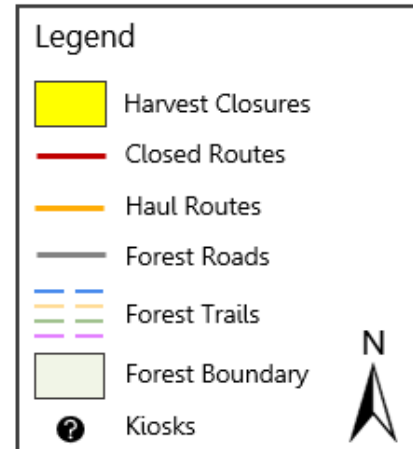 Legend
Harvest Closures
Closed Routes
Haul Routes
Forest Roads
Forest Trails
N
Forest Boundary
? Kiosks